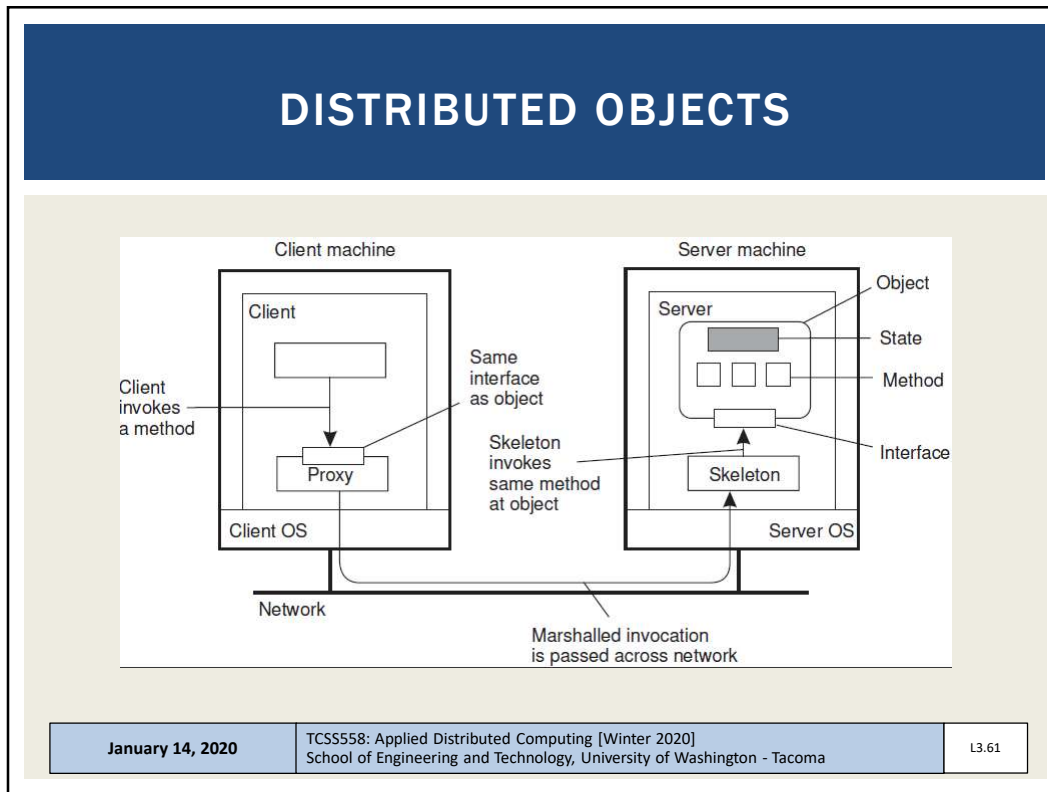 DISTRIBUTED OBJECTS
Client machine
Server machine
Client
Server
Object
State
Method
Interface
Same
interface
as object
Client
invokes
a method
Skeleton
invokes
same method
at object
Proxy
Skeleton
Client OS
Server OS
Network
Marshalled invocation
is passed across network
January 14, 2020
TCSS558: Applied Distributed Computing [Winter 2020]
School of Engineering and Technology, University of Washington - Tacoma
L3.61